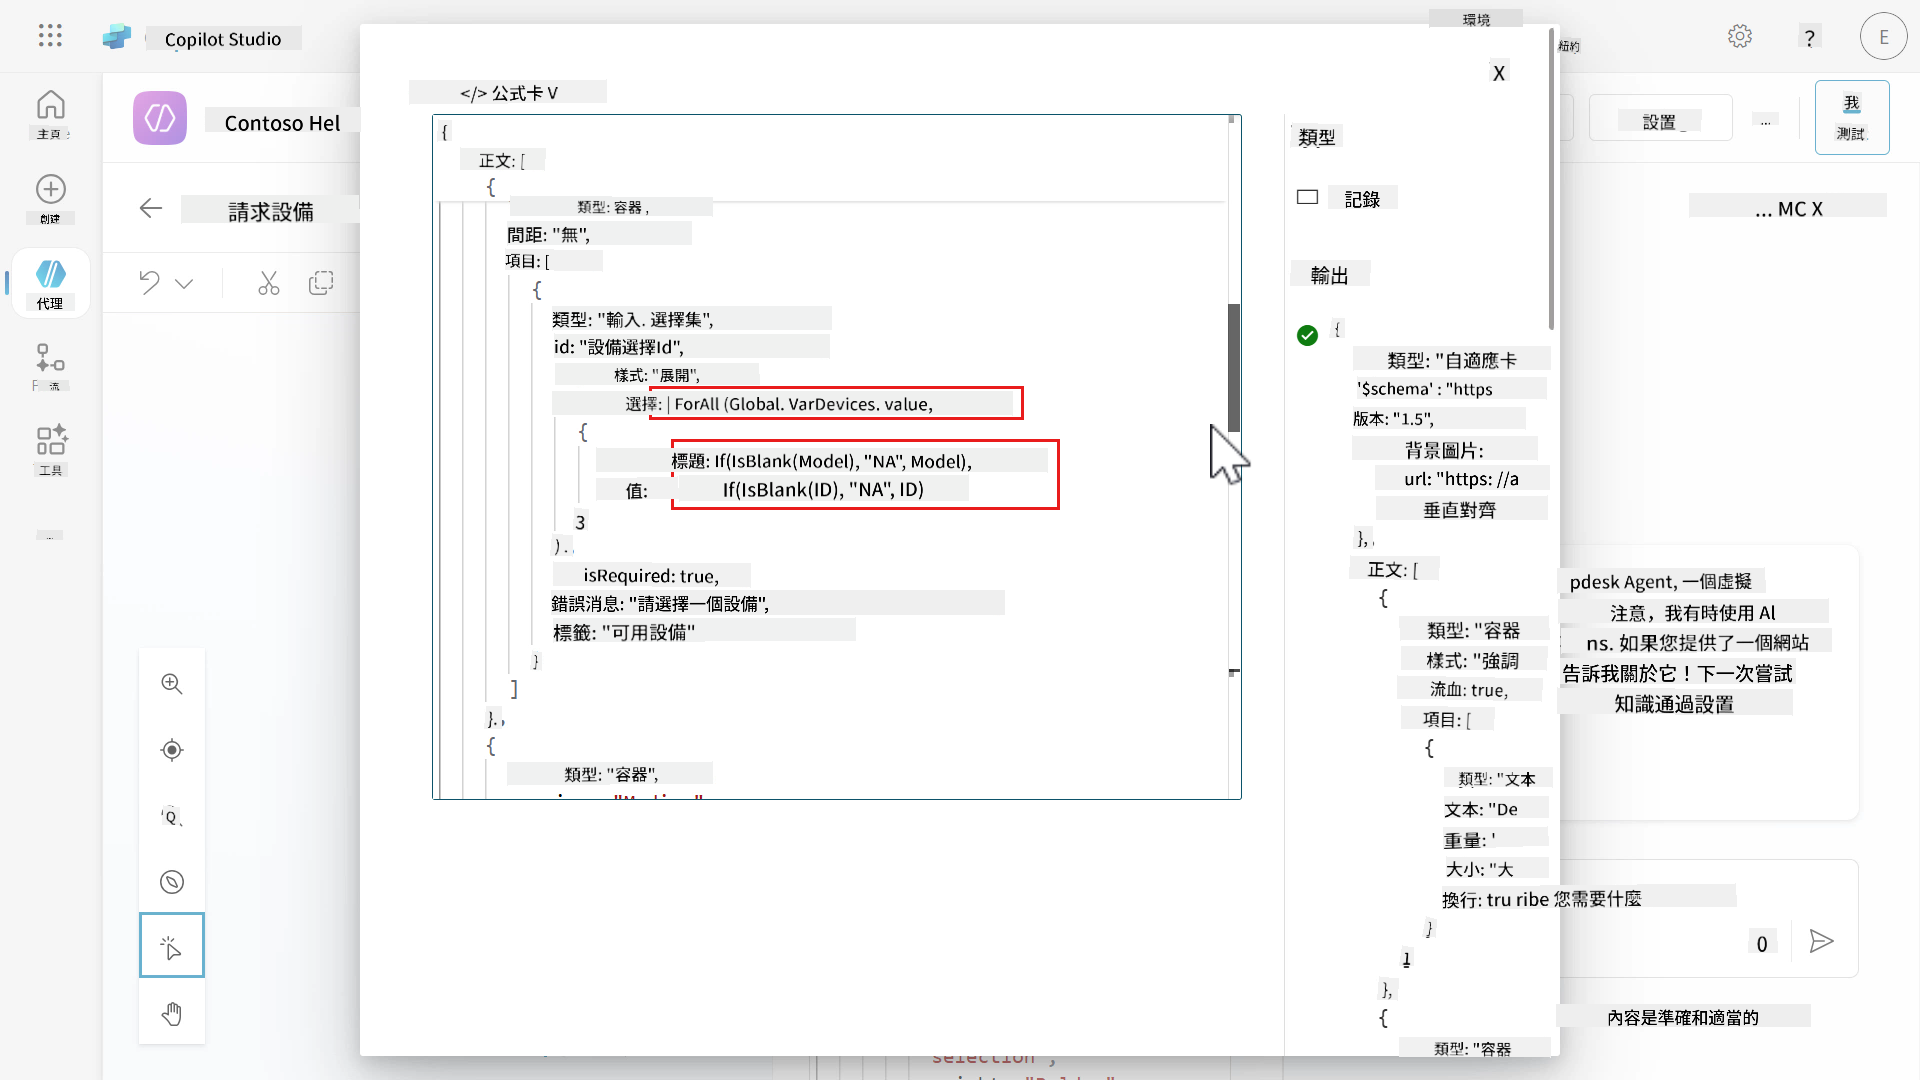 環境
Copilot Studio
紐約
?
E
X
</> 公式卡 V
Contoso Hel
設置
...
我
測試
主頁
創建
代理
流
工具
請求設備
... MC X
{
正文: [
{
類型: 容器 ,
間距: "無",
項目: [
{
類型: "輸入. 選擇集",
id: "設備選擇Id",
樣式: "展開",
選擇: | ForAll (Global. VarDevices. value,
{
標題: If(IsBlank(Model), "NA", Model),
值: If(IsBlank(ID), "NA", ID)
3
).
isRequired: true,
錯誤消息: "請選擇一個設備",
標籤: "可用設備"
}
]
}.,
{
類型: "容器",
類型
記錄
輸出
{
類型: "自適應卡
'$schema' : "https
版本: "1.5",
背景圖片:
url: "https: //a
垂直對齊
},
正文: [
{
類型: "容器
樣式: "強調
流血: true,
項目: [
{
類型: "文本
文本: "De
重量: '
大小: "大
換行: tru
}
1
},
{
類型: "容器
pdesk Agent, 一個虛擬
注意，我有時使用 Al
ns. 如果您提供了一個網站
告訴我關於它！下一次嘗試
知識通過設置
ribe 您需要什麼
0
內容是準確和適當的
selection",